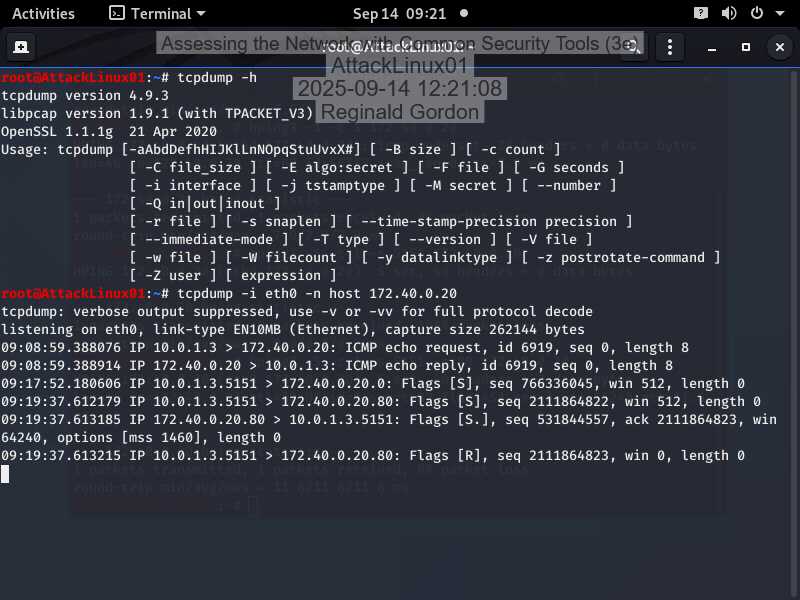 Activities Terminal Sep 14 09:21
Assessing the Network with Common Security Tools (3e)
root@AttackLinux01: ~
AttackLinux01
2025-09-14 12:21:08
Reginald Gordon
root@AttackLinux01:~# tcpdump -h
tcpdump version 4.9.3
libpcap version 1.9.1 (with TPACKET_V3)
OpenSSL 1.1.1g  21 Apr 2020
Usage: tcpdump [-aAbdDefhHIJKlLnNOpqStuUvxX#] [ -B size ] [ -c count ]
[ -C file_size ] [ -E algo:secret ] [ -F file ] [ -G seconds ]
[ -i interface ] [ -j tstamptype ] [ -M secret ] [ --number ]
[ -Q in|out|inout ]
[ -r file ] [ -s snaplen ] [ --time-stamp-precision precision ]
[ --immediate-mode ] [ -T type ] [ --version ] [ -V file ]
[ -w file ] [ -W filecount ] [ -y datalinktype ] [ -z postrotate-command ]
[ -Z user ] [ expression ]
root@AttackLinux01:~# tcpdump -i eth0 -n host 172.40.0.20
tcpdump: verbose output suppressed, use -v or -vv for full protocol decode
listening on eth0, link-type EN10MB (Ethernet), capture size 262144 bytes
09:08:59.388076 IP 10.0.1.3 > 172.40.0.20: ICMP echo request, id 6919, seq 0, length 8
09:08:59.388914 IP 172.40.0.20 > 10.0.1.3: ICMP echo reply, id 6919, seq 0, length 8
09:17:52.180606 IP 10.0.1.3.5151 > 172.40.0.20.0: Flags [S], seq 766336045, win 512, length 0
09:19:37.612179 IP 10.0.1.3.5151 > 172.40.0.20.80: Flags [S], seq 2111864822, win 512, length 0
09:19:37.613185 IP 172.40.0.20.80 > 10.0.1.3.5151: Flags [S.], seq 531844557, ack 2111864823, win
64240, options [mss 1460], length 0
09:19:37.613215 IP 10.0.1.3.5151 > 172.40.0.20.80: Flags [R], seq 2111864823, win 0, length 0